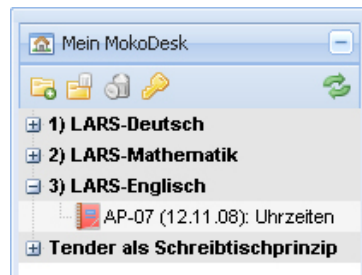 Mein MokoDesk
1) LARS-Deutsch
2) LARS-Mathematik
3) LARS-Englisch
AP-07 (12.11.08): Uhrzeiten
Tender als Schreibtischprinzip